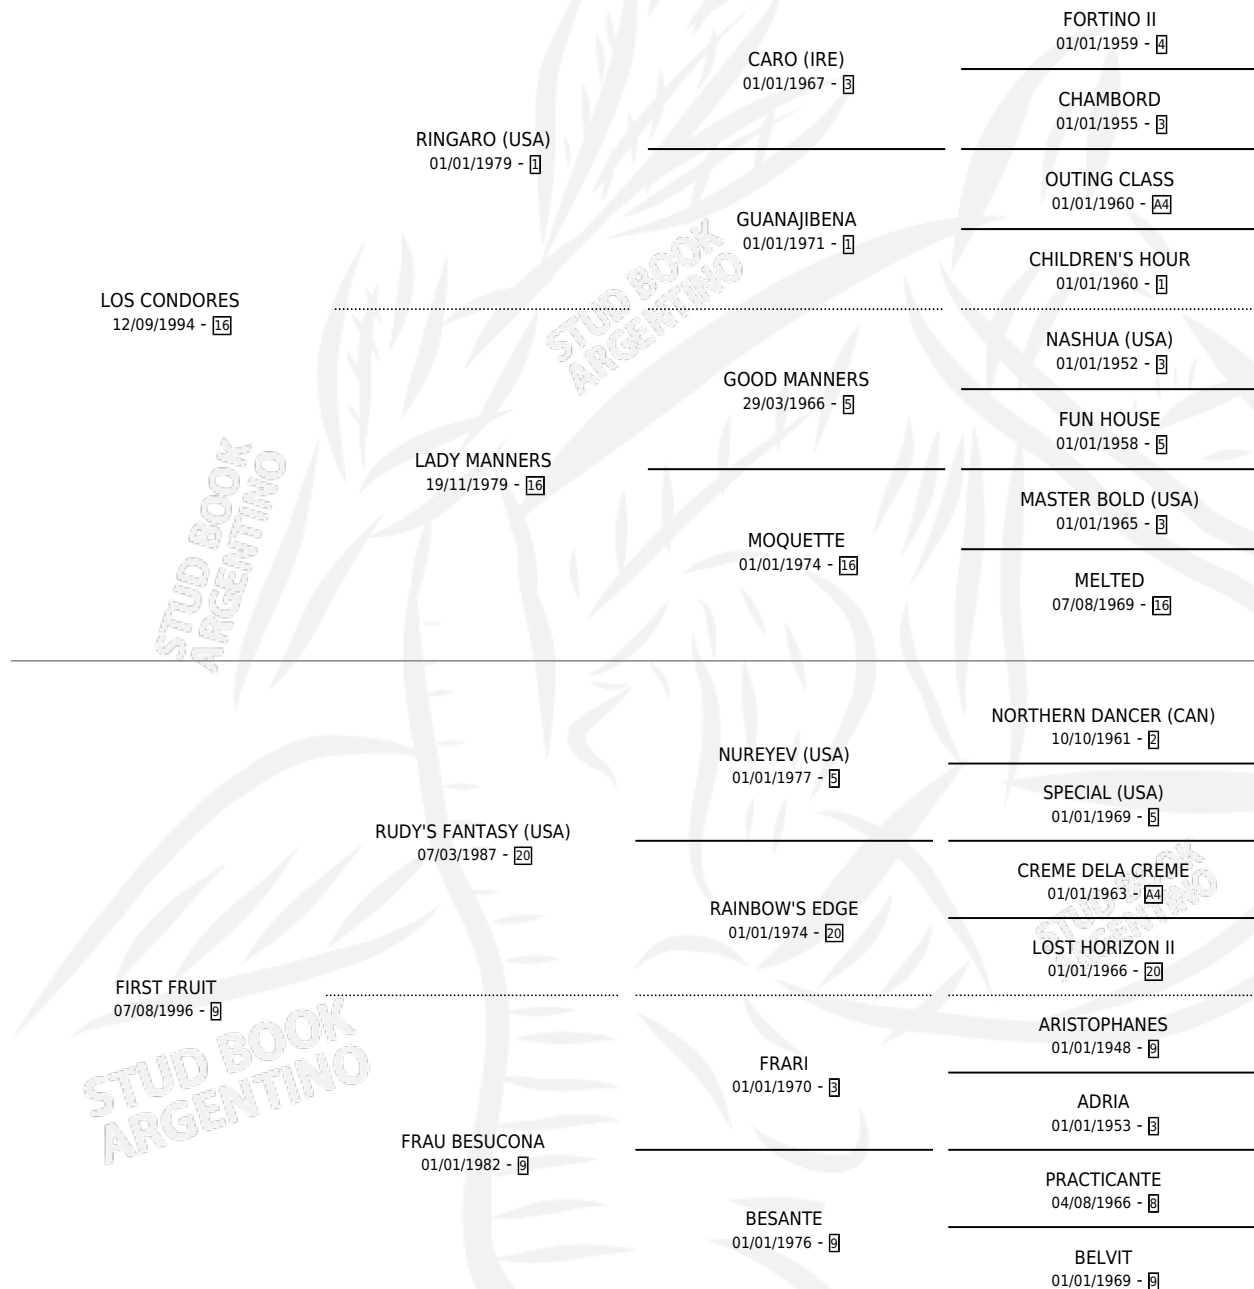 FORTINO II
01/01/1959 - 4
CARO (IRE)
01/01/1967 - 3
CHAMBORD
01/01/1955 - 3
RINGARO (USA)
01/01/1979 - 1
OUTING CLASS
01/01/1960 - A4
GUANAJIBENA
01/01/1971 - 1
CHILDREN'S HOUR
01/01/1960 - 1
LOS CONDORES
12/09/1994 - 16
NASHUA (USA)
01/01/1952 - 3
GOOD MANNERS
29/03/1966 - 5
FUN HOUSE
01/01/1958 - 5
LADY MANNERS
19/11/1979 - 16
MASTER BOLD (USA)
01/01/1965 - 3
MOQUETTE
01/01/1974 - 16
MELTED
07/08/1969 - 16
NORTHERN DANCER (CAN)
10/10/1961 - 2
NUREYEV (USA)
01/01/1977 - 5
SPECIAL (USA)
01/01/1969 - 5
RUDY'S FANTASY (USA)
07/03/1987 - 20
CREME DELA CREME
01/01/1963 - A4
RAINBOW'S EDGE
01/01/1974 - 20
LOST HORIZON II
01/01/1966 - 20
FIRST FRUIT
07/08/1996 - 9
ARISTOPHANES
01/01/1948 - 9
FRARI
01/01/1970 - 3
ADRIA
01/01/1953 - 3
FRAU BESUCONA
01/01/1982 - 9
PRACTICANTE
04/08/1966 - 8
BESANTE
01/01/1976 - 9
BELVIT
01/01/1969 - 9
STUD BOOK
ARGENTINO
STUD BOOK
ARGENTINO
STUD BOOK
ARGENTINO
STUD BOOK
ARGENTINO